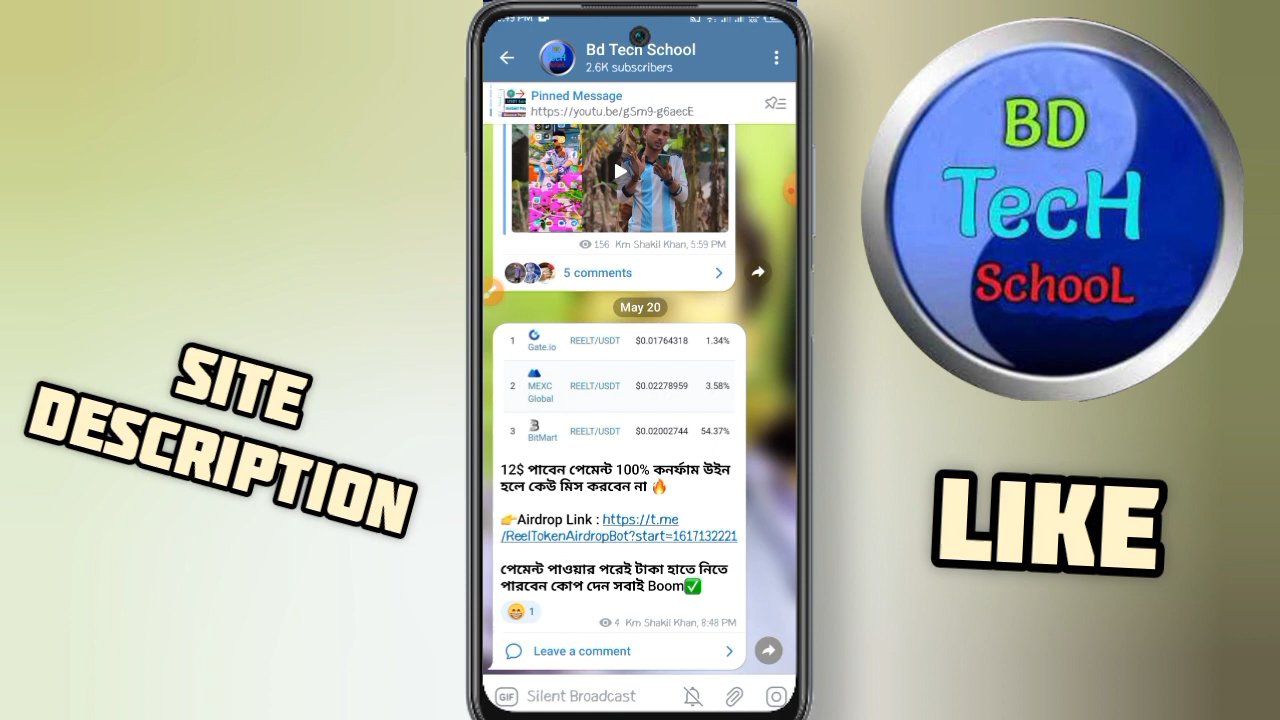 :49 PM
Bd Tech School
2.6K subscribers
Pinned Message
https://youtu.be/gSm9-g6aecE
156 Km Shakil Khan, 5:59 PM
5 comments
May 20
1 Gate.io REELT/USDT $0.01764318 1.34%
2 MEXC Global REELT/USDT $0.02278959 3.58%
3 BitMart REELT/USDT $0.02002744 54.37%
12$ পাবেন পেমেন্ট 100% কনর্ফাম উইন
হলে কেউ মিস করবেন না 🔥
👉Airdrop Link : https://t.me
/ReelTokenAirdropBot?start=1617132221
পেমেন্ট পাওয়ার পরেই টাকা হাতে নিতে
পারবেন কোপ দেন সবাই Boom✅
😁 1
4 Km Shakil Khan, 8:48 PM
Leave a comment
GIF Silent Broadcast
SITE
DESCRIPTION
BD
TecH
SchooL
LIKE